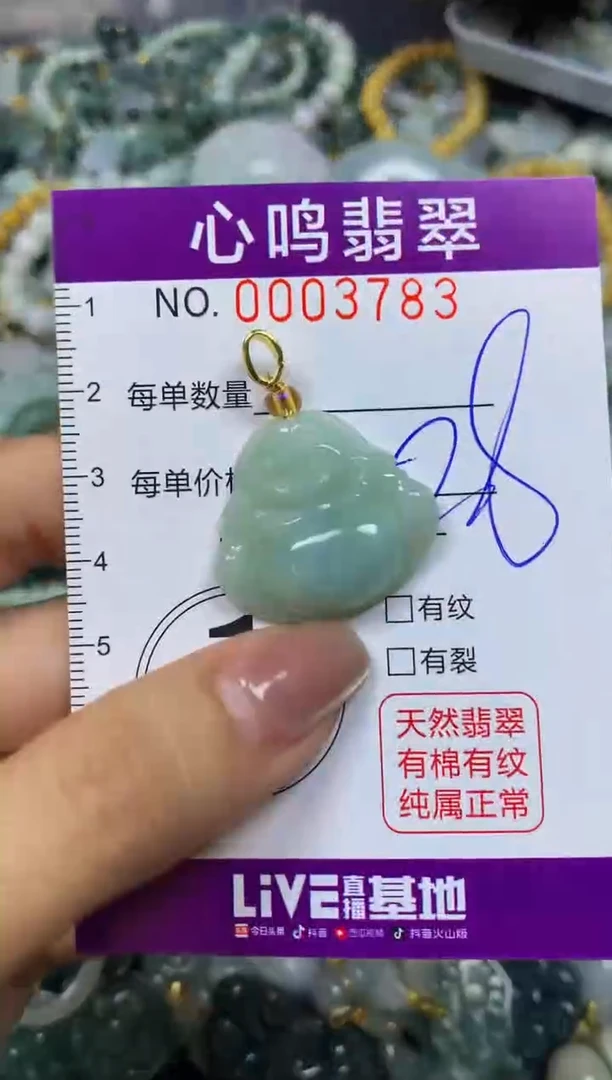 心鸣翡翠
NO. 0003783
1
2 每单数量
3 每单价
28
4
□有纹
5
□有裂
天然翡翠
有棉有纹
纯属正常
LiVE直播基地
今日头条 抖音 西瓜视频 抖音火山版